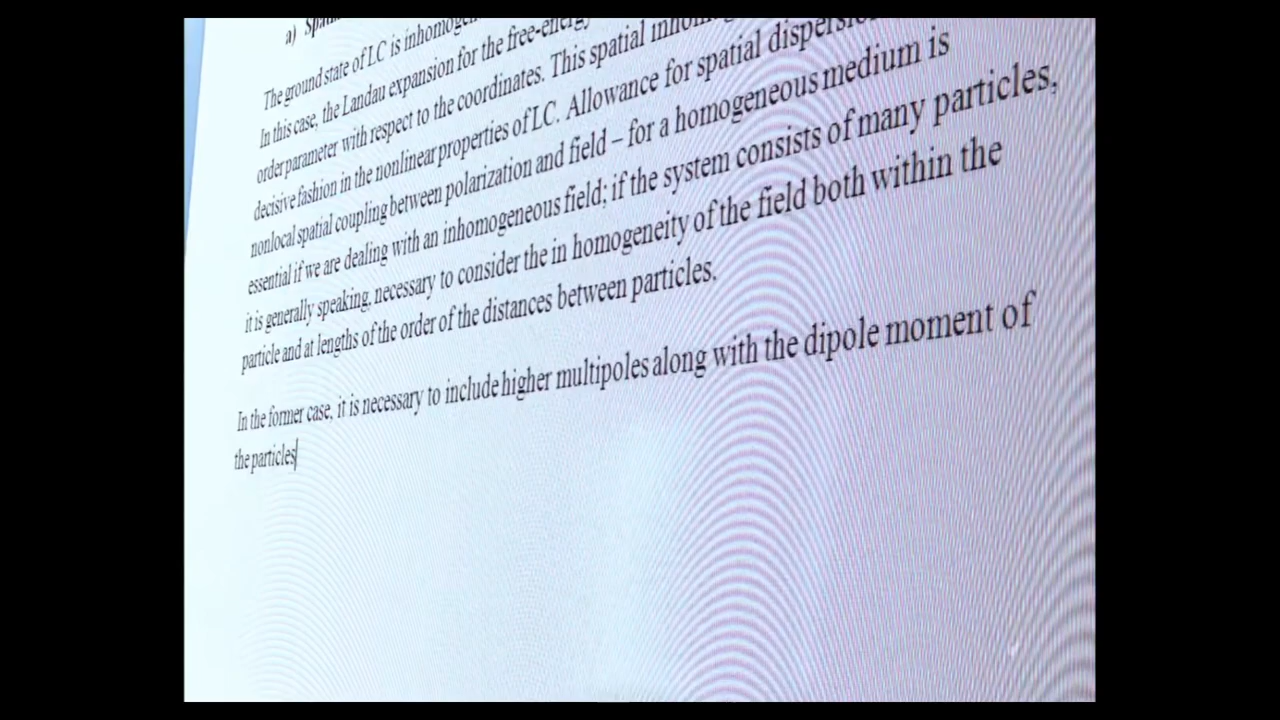 a)
The ground state of LC is
In this case, the Landau expansion for the free-energy
order parameter with respect to the coordinates. This spatial
decisive fashion in the nonlinear properties of LC. Allowance for spatial
nonlocal spatial coupling between polarization and field – for a homogeneous medium is
essential if we are dealing with an inhomogeneous field; if the system consists of many particles,
it is generally speaking, necessary to consider the in homogeneity of the field both within the
particle and at lengths of the order of the distances between particles.
In the former case, it is necessary to include higher multipoles along with the dipole moment of
the particles